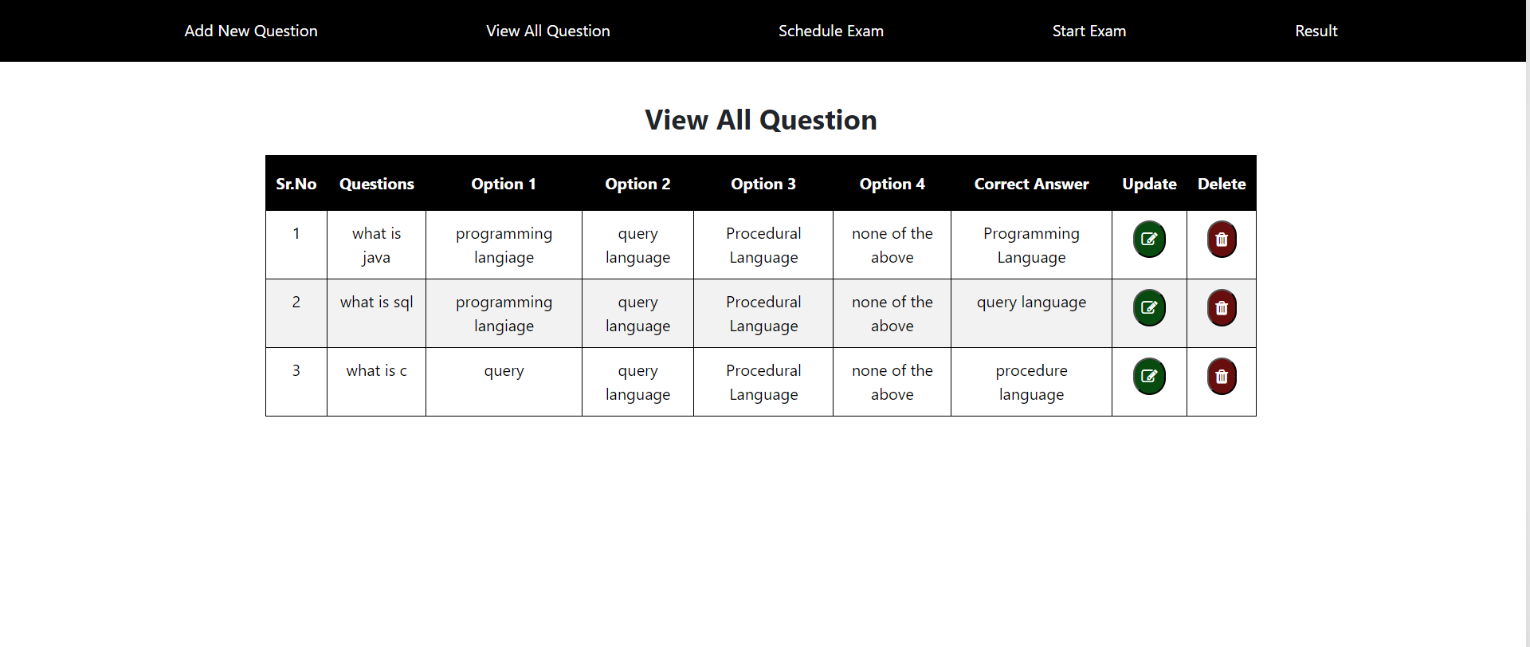 Add New Question View All Question Schedule Exam Start Exam Result
View All Question
Sr.No Questions Option 1 Option 2 Option 3 Option 4 Correct Answer Update Delete
1 what is programming query Procedural none of the Programming
java langiage language Language above Language
2 what is sql programming query Procedural none of the query language
langiage language Language above
3 what is c query query Procedural none of the procedure
language Language above language